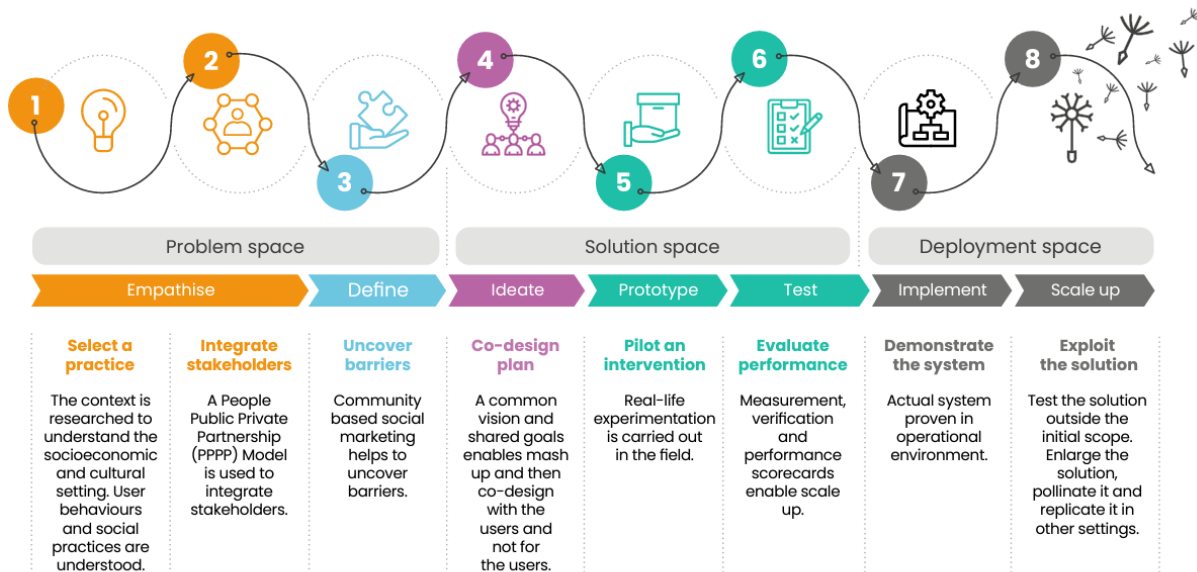 1
2
3
4
5
6
7
8
Problem space
Solution space
Deployment space
Empathise
Define
Ideate
Prototype
Test
Implement
Scale up
Select a
practice
The context is
researched to
understand the
socioeconomic
and cultural
setting. User
behaviours
and social
practices are
understood.
Integrate
stakeholders
A People
Public Private
Partnership
(PPPP) Model
is used to
integrate
stakeholders.
Uncover
barriers
Community
based social
marketing
helps to
uncover
barriers.
Co-design
plan
A common
vision and
shared goals
enables mash
up and then
co-design
with the
users and
not for
the users.
Pilot an
intervention
Real-life
experimentation
is carried out
in the field.
Evaluate
performance
Measurement,
verification
and
performance
scorecards
enable scale
up.
Demonstrate
the system
Actual system
proven in
operational
environment.
Exploit
the solution
Test the solution
outside the
initial scope.
Enlarge the
solution,
pollinate it and
replicate it in
other settings.